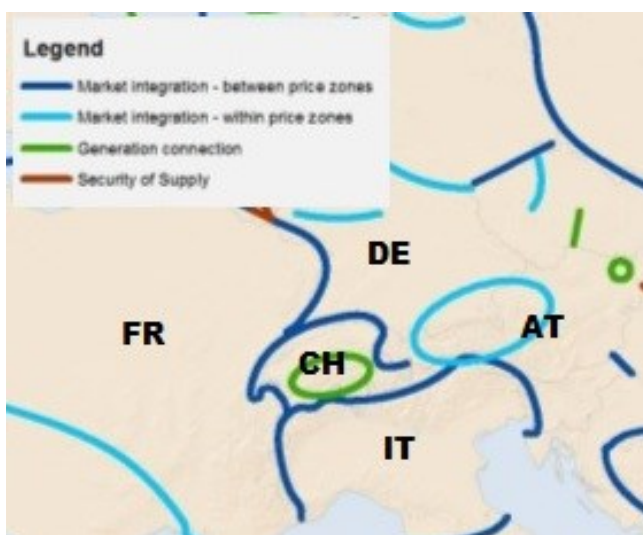 Legend
Market integration - between price zones
Market integration - within price zones
Generation connection
Security of Supply
DE
FR
AT
CH
IT